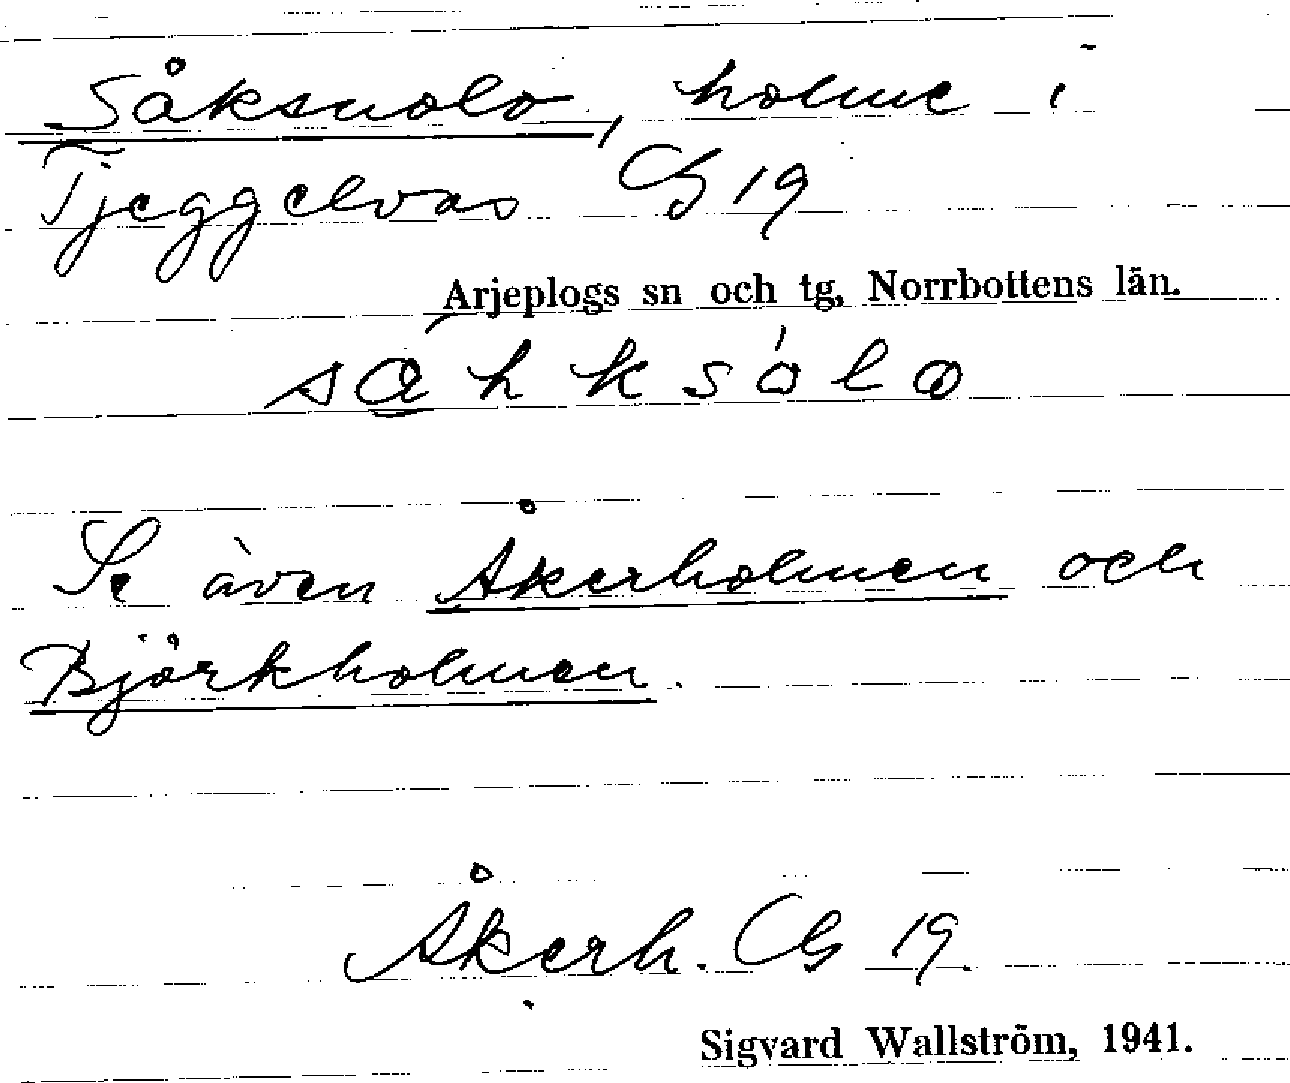 Såksuolo, holme i
Tjeggelvas CG 19
Arjeplogs sn och tg, Norrbottens län.
Se även Åkerholmen och
Björkholmen.
Åkerh. CG 19.
Sigvard Wallström, 1941.